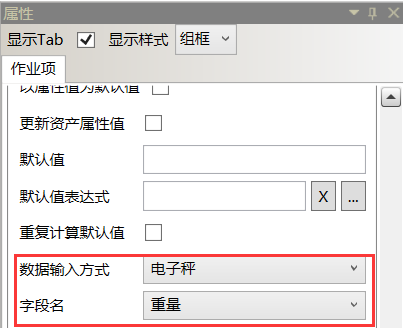 属性
显示Tab 显示样式 组框
作业项
以属性值为默认值
更新资产属性值
默认值
默认值表达式 X ...
重复计算默认值
数据输入方式 电子秤
字段名 重量